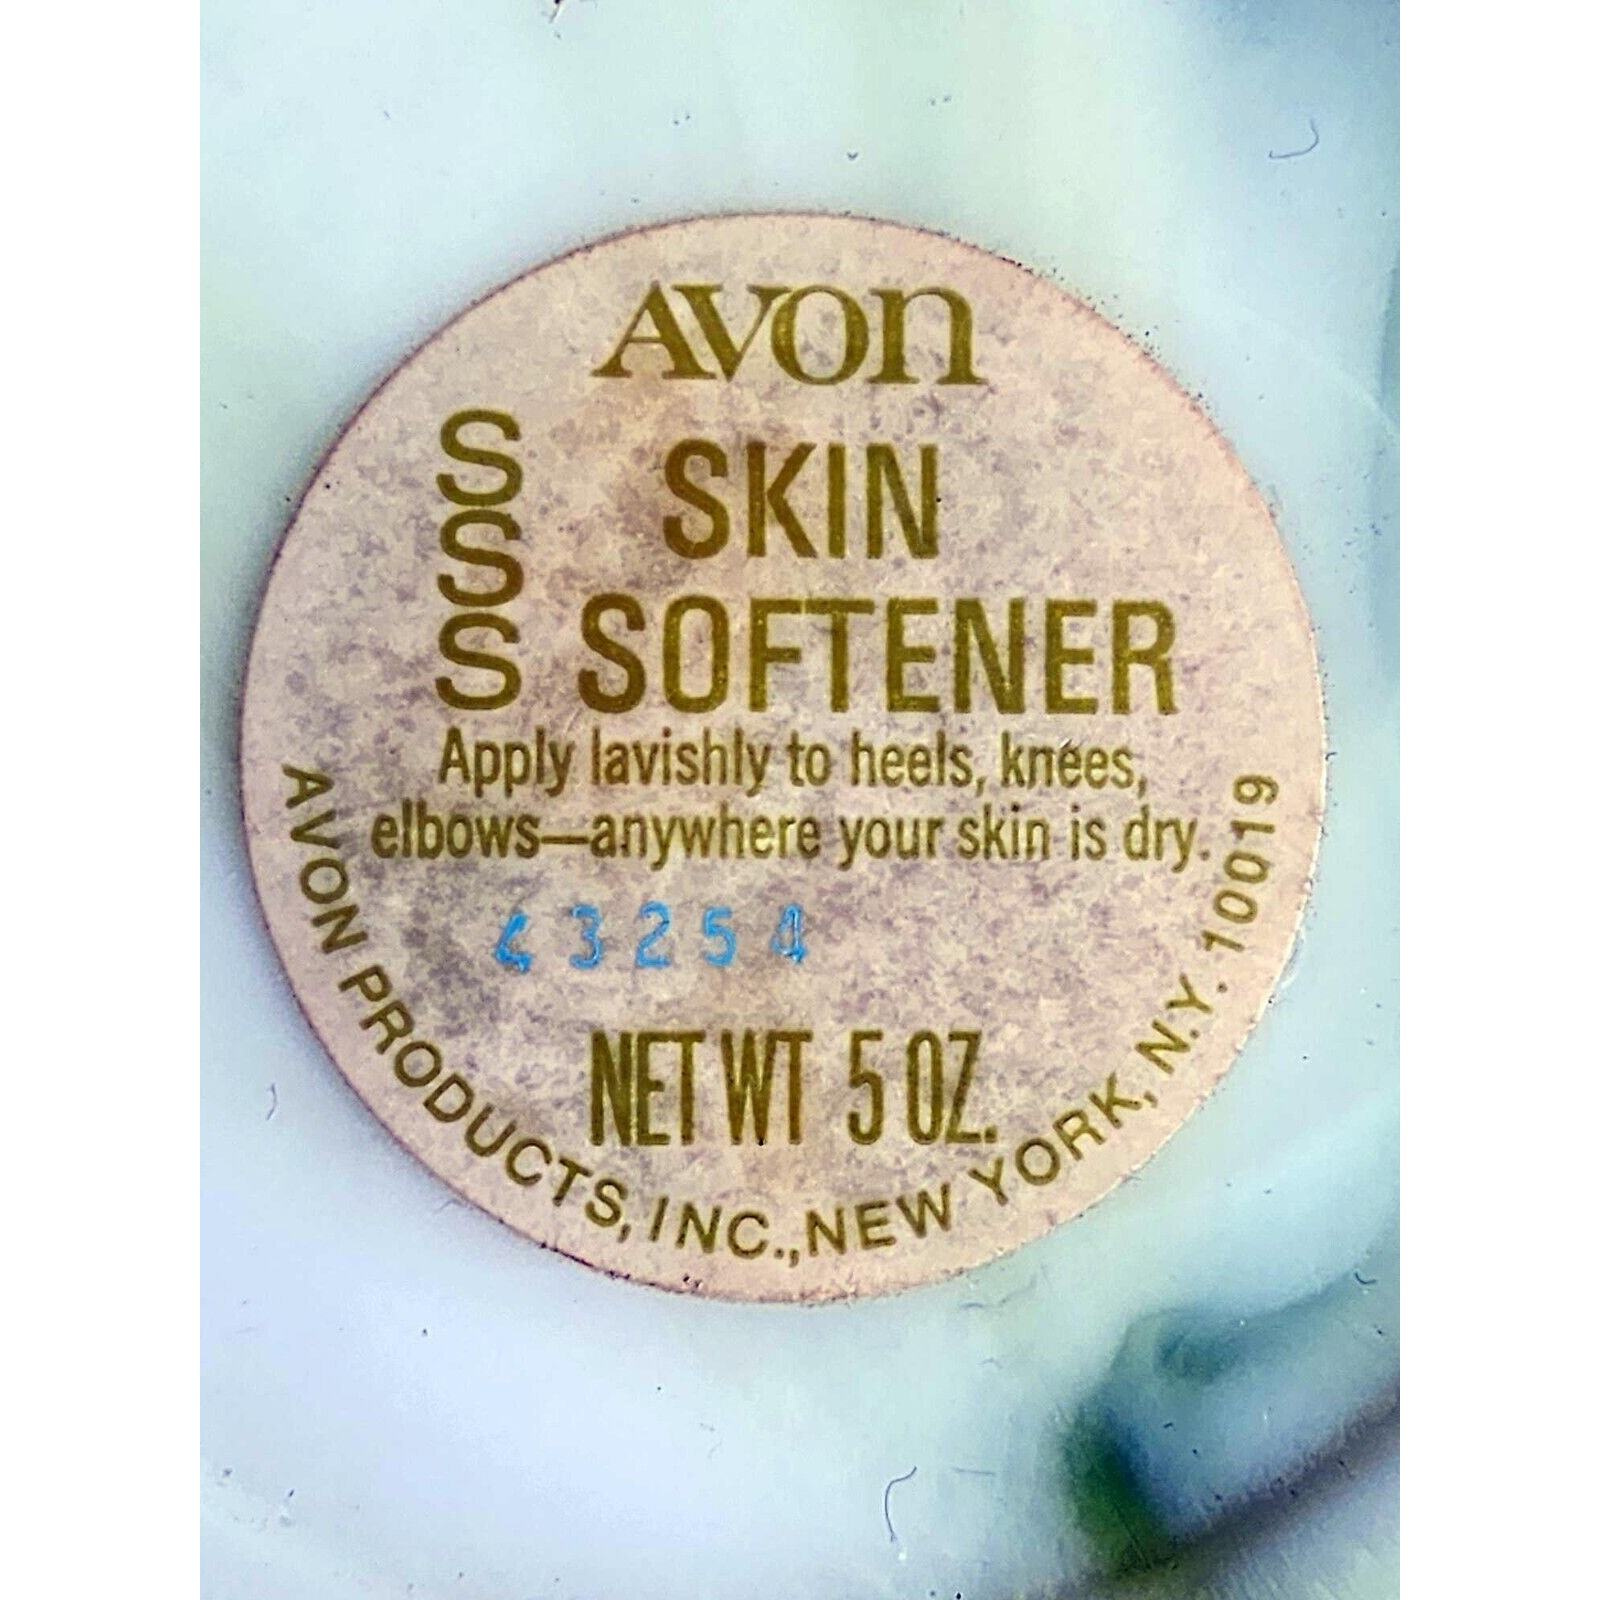 AVON
SSS
SKIN
SOFTENER
Apply lavishly to heels, knees,
elbows—anywhere your skin is dry.
43254
NET WT 5 OZ.
AVON PRODUCTS, INC., NEW YORK, N.Y. 10019